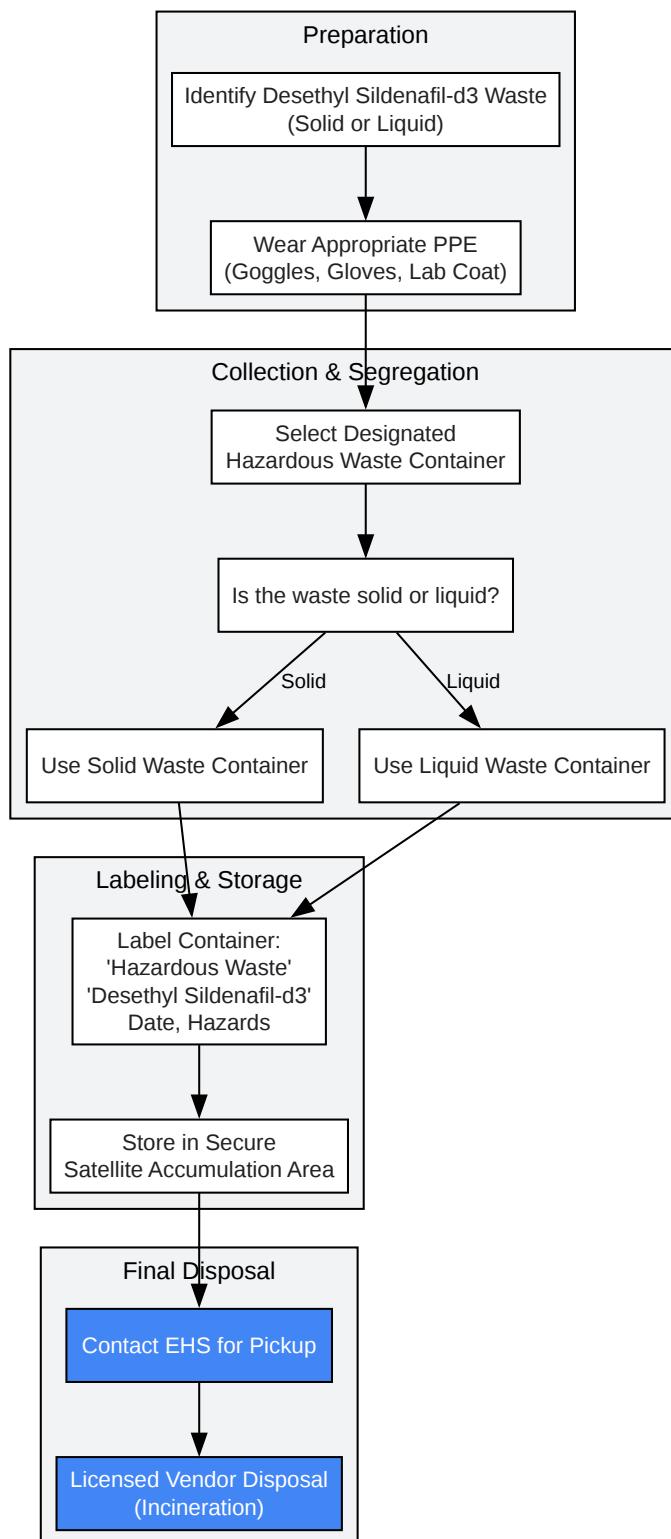 Preparation
Identify Desethyl Sildenafil-d3 Waste
(Solid or Liquid)
Wear Appropriate PPE
(Goggles, Gloves, Lab Coat)
Collection & Segregation
Select Designated
Hazardous Waste Container
Is the waste solid or liquid?
Solid
Liquid
Use Solid Waste Container
Use Liquid Waste Container
Labeling & Storage
Label Container:
'Hazardous Waste'
'Desethyl Sildenafil-d3'
Date, Hazards
Store in Secure
Satellite Accumulation Area
Final Disposal
Contact EHS for Pickup
Licensed Vendor Disposal
(Incineration)